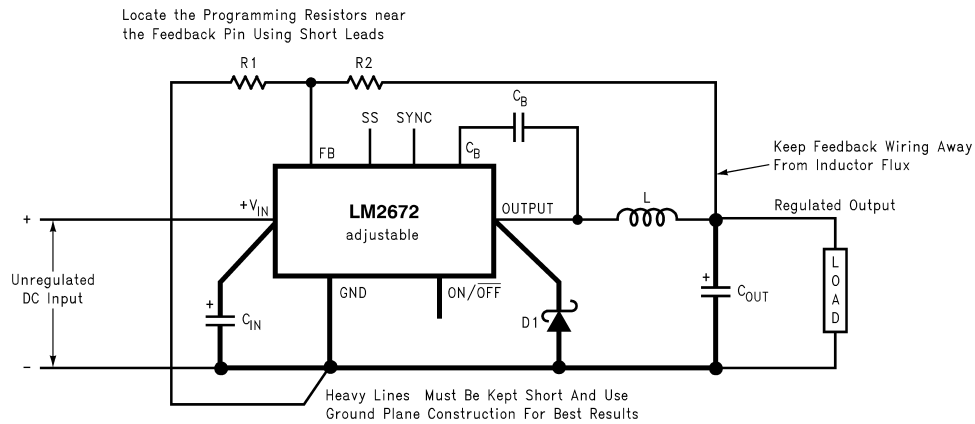 Locate the Programming Resistors near
the Feedback Pin Using Short Leads
R1
R2
C_B
SS
SYNC
FB
C_B
Keep Feedback Wiring Away
From Inductor Flux
+V_IN
LM2672
adjustable
OUTPUT
L
Regulated Output
+
Unregulated
DC Input
−
+
C_IN
GND
ON/O̅F̅F̅
D1
+
C_OUT
L
O
A
D
Heavy Lines Must Be Kept Short And Use
Ground Plane Construction For Best Results